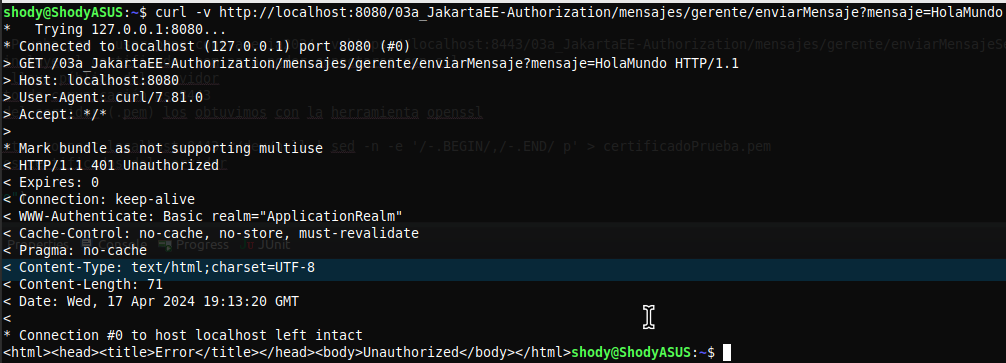 shody@ShodyASUS:~$ curl -v http://localhost:8080/03a_JakartaEE-Authorization/mensajes/gerente/enviarMensaje?mensaje=HolaMundo
*   Trying 127.0.0.1:8080...
* Connected to localhost (127.0.0.1) port 8080 (#0)
> GET /03a_JakartaEE-Authorization/mensajes/gerente/enviarMensaje?mensaje=HolaMundo HTTP/1.1
> Host: localhost:8080
> User-Agent: curl/7.81.0
> Accept: */*
>
* Mark bundle as not supporting multiuse
< HTTP/1.1 401 Unauthorized
< Expires: 0
< Connection: keep-alive
< WWW-Authenticate: Basic realm="ApplicationRealm"
< Cache-Control: no-cache, no-store, must-revalidate
< Pragma: no-cache
< Content-Type: text/html;charset=UTF-8
< Content-Length: 71
< Date: Wed, 17 Apr 2024 19:13:20 GMT
<
* Connection #0 to host localhost left intact
<html><head><title>Error</title></head><body>Unauthorized</body></html>shody@ShodyASUS:~$